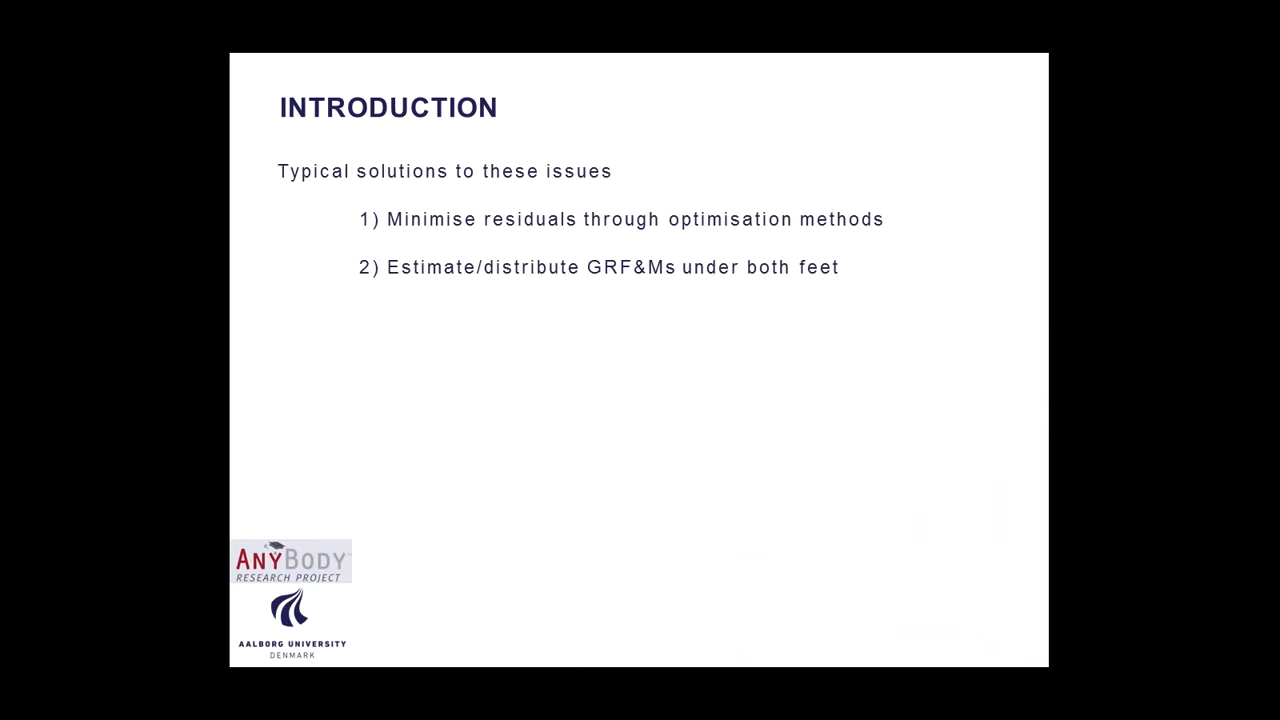 INTRODUCTION
Typical solutions to these issues
1) Minimise residuals through optimisation methods
2) Estimate/distribute GRF&Ms under both feet
ANYBODY™
RESEARCH PROJECT
AALBORG UNIVERSITY
DENMARK